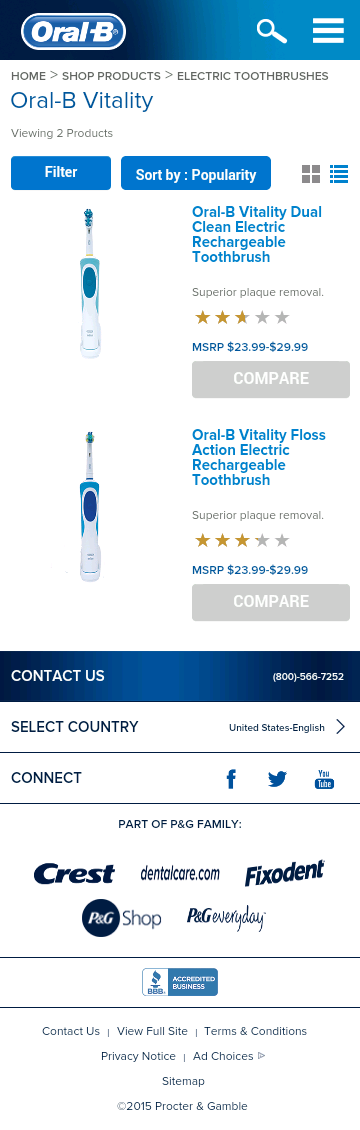 Oral-B
HOME > SHOP PRODUCTS > ELECTRIC TOOTHBRUSHES
Oral-B Vitality
Viewing 2 Products
Filter
Sort by : Popularity
Oral-B Vitality Dual
Clean Electric
Rechargeable
Toothbrush
Superior plaque removal.
MSRP $23.99-$29.99
COMPARE
Oral-B Vitality Floss
Action Electric
Rechargeable
Toothbrush
Superior plaque removal.
MSRP $23.99-$29.99
COMPARE
CONTACT US (800)-566-7252
SELECT COUNTRY United States-English
CONNECT f You Tube
PART OF P&G FAMILY:
Crest dentalcare.com Fixodent
P&G Shop P&G everyday
BBB. ACCREDITED BUSINESS
Contact Us | View Full Site | Terms & Conditions
Privacy Notice | Ad Choices
Sitemap
©2015 Procter & Gamble